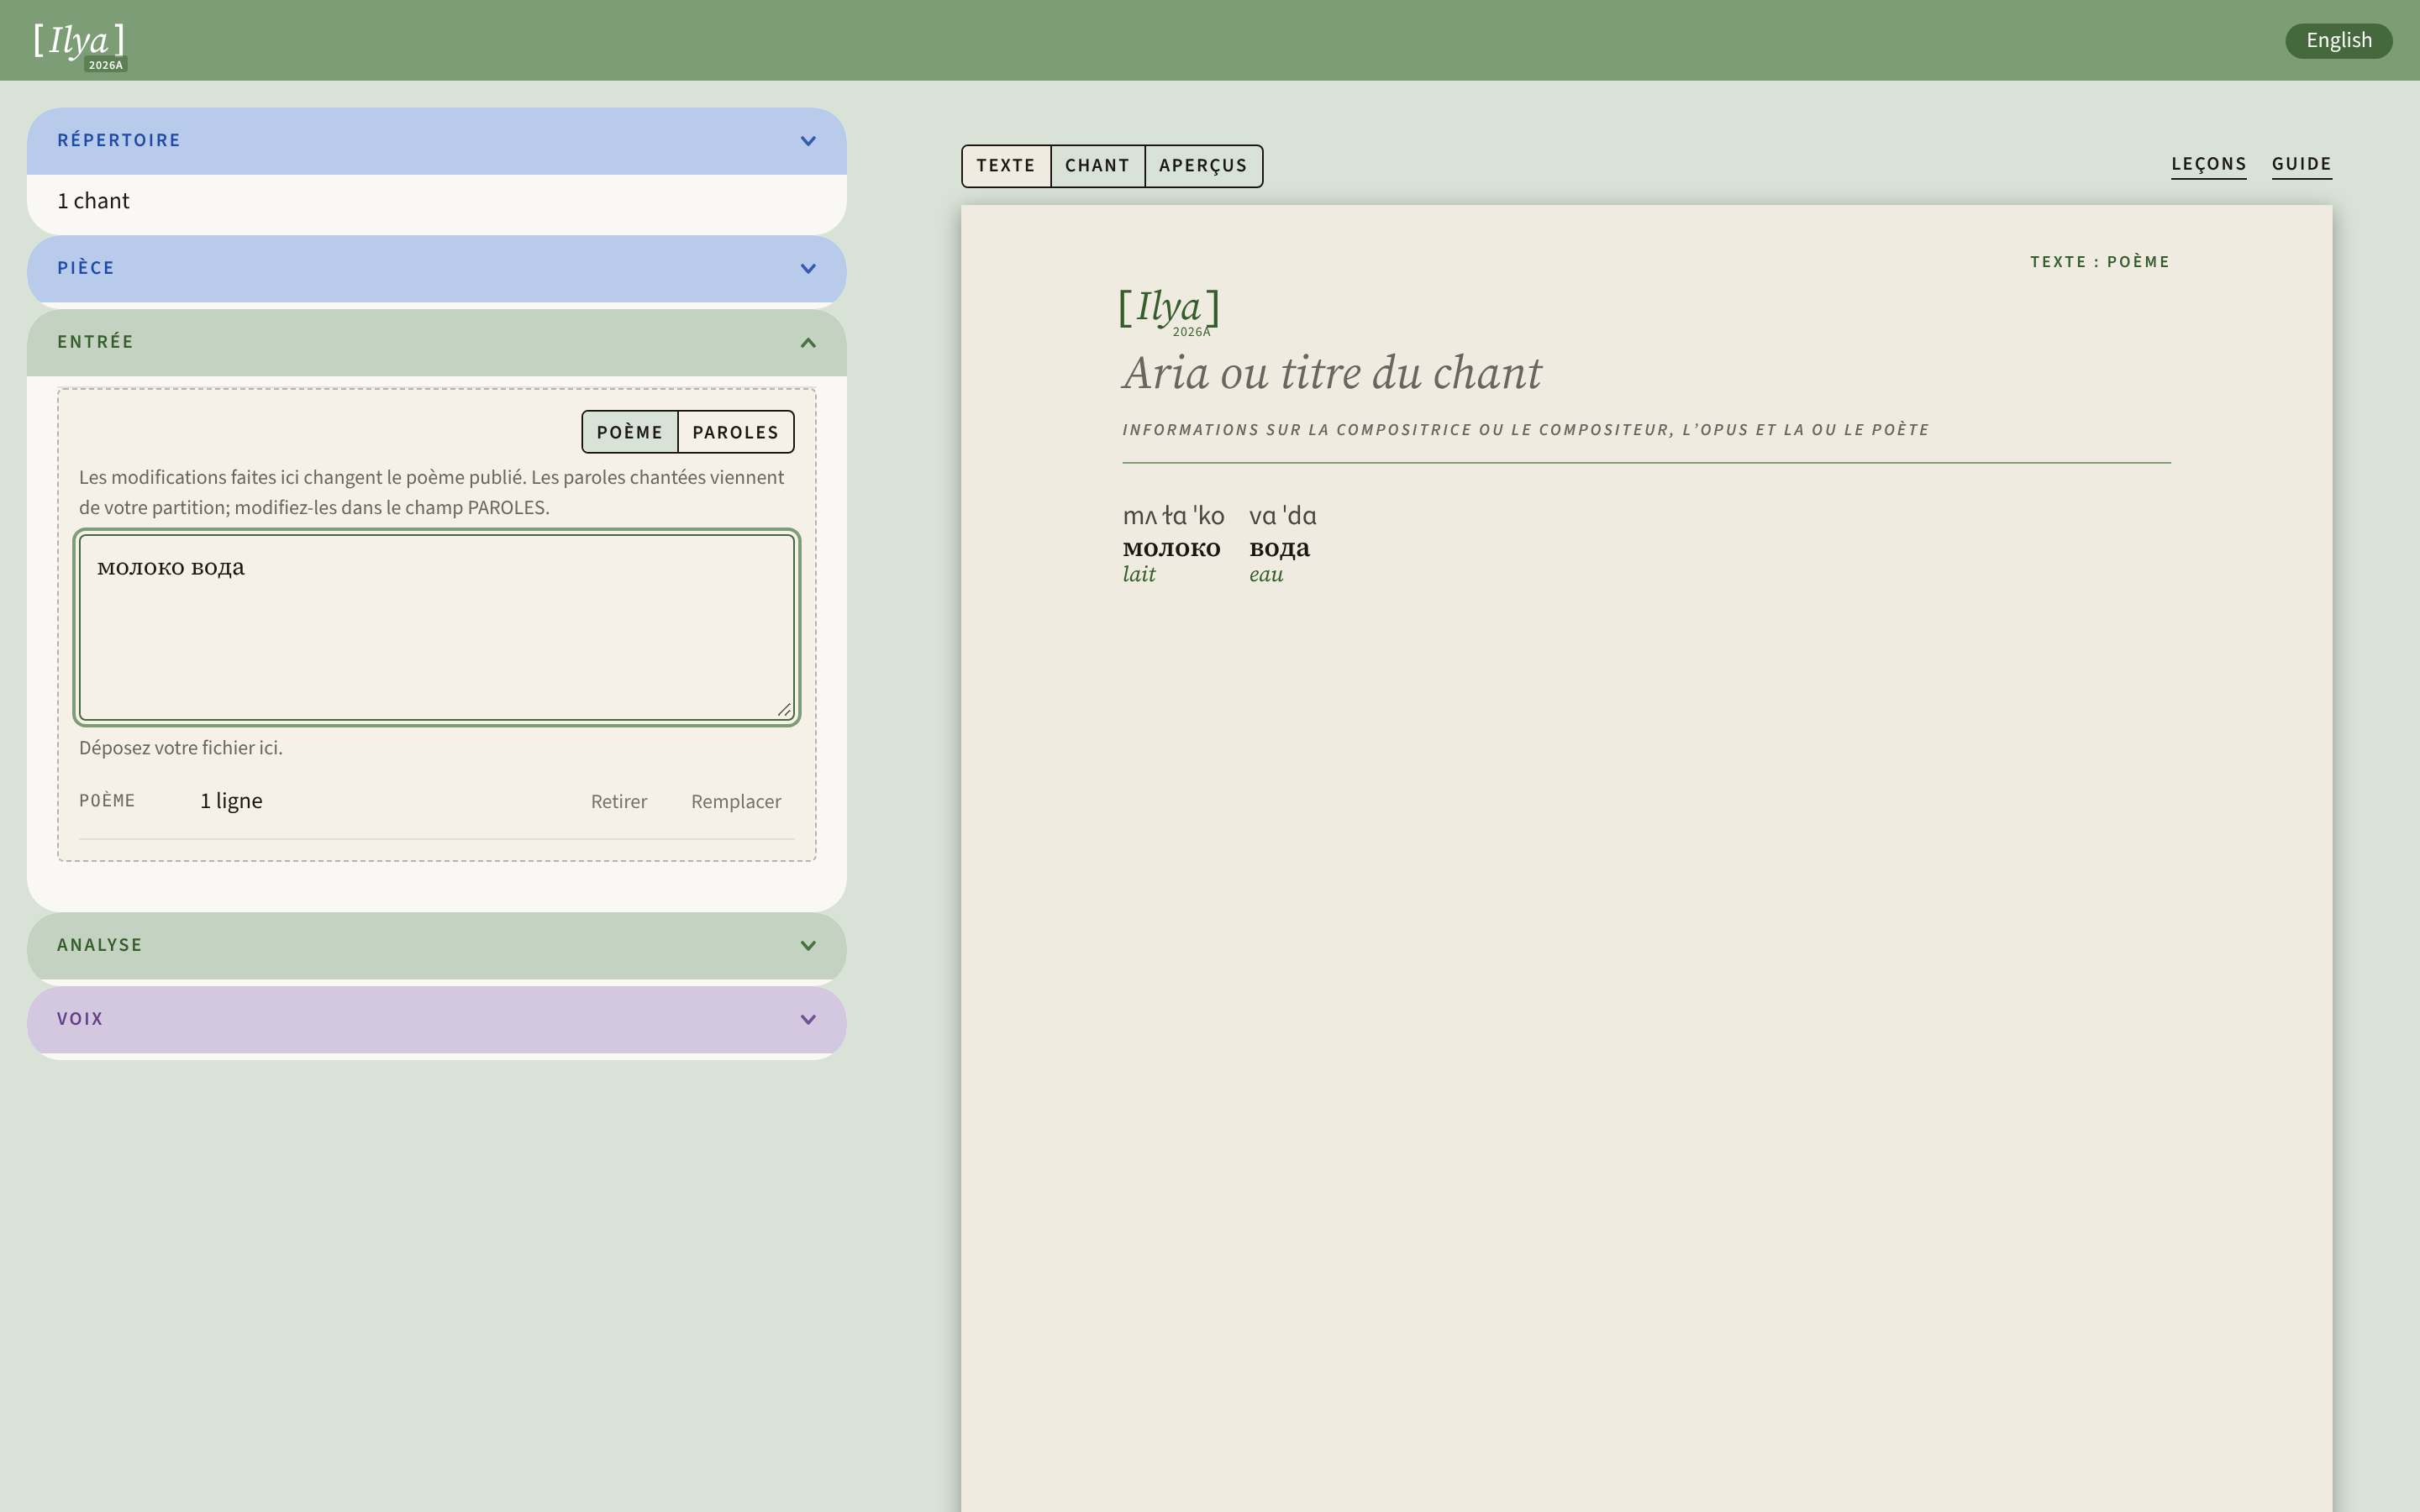 [Ilya]
2026A
English
RÉPERTOIRE
1 chant
PIÈCE
ENTRÉE
POÈME PAROLES
Les modifications faites ici changent le poème publié. Les paroles chantées viennent
de votre partition; modifiez-les dans le champ PAROLES.
молоко вода
Déposez votre fichier ici.
POÈME 1 ligne Retirer Remplacer
ANALYSE
VOIX
TEXTE CHANT APERÇUS
LEÇONS GUIDE
TEXTE : POÈME
[Ilya]
2026A
Aria ou titre du chant
INFORMATIONS SUR LA COMPOSITRICE OU LE COMPOSITEUR, L’OPUS ET LA OU LE POÈTE
mʌ ɫɑ ˈko vɑ ˈdɑ
молоко вода
lait eau